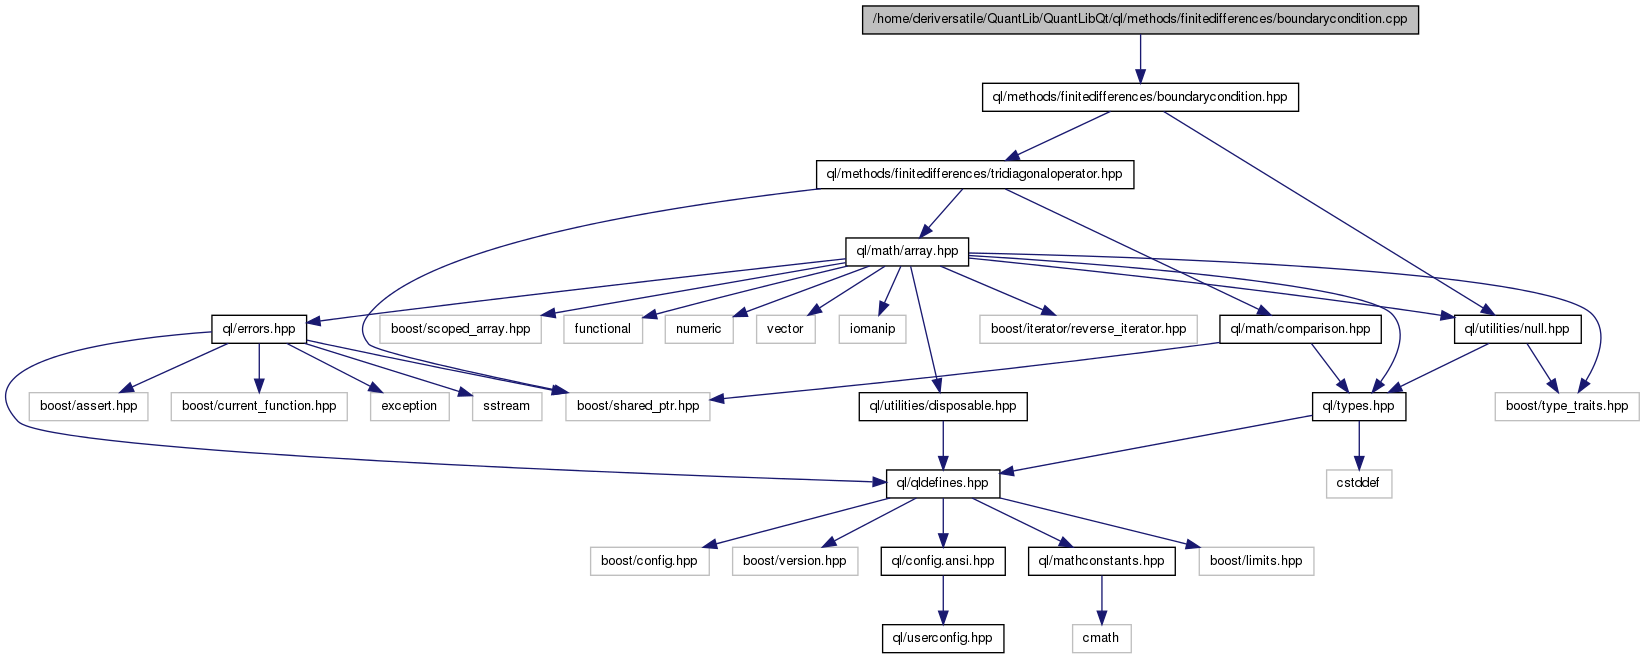 /home/deriversatile/QuantLib/QuantLibQt/ql/methods/finitedifferences/boundarycondition.cpp
ql/methods/finitedifferences/boundarycondition.hpp
ql/methods/finitedifferences/tridiagonaloperator.hpp
ql/math/array.hpp
ql/errors.hpp
boost/scoped_array.hpp
functional
numeric
vector
iomanip
boost/iterator/reverse_iterator.hpp
ql/math/comparison.hpp
ql/utilities/null.hpp
boost/assert.hpp
boost/current_function.hpp
exception
sstream
boost/shared_ptr.hpp
ql/utilities/disposable.hpp
ql/types.hpp
boost/type_traits.hpp
ql/qldefines.hpp
cstddef
boost/config.hpp
boost/version.hpp
ql/config.ansi.hpp
ql/mathconstants.hpp
boost/limits.hpp
ql/userconfig.hpp
cmath